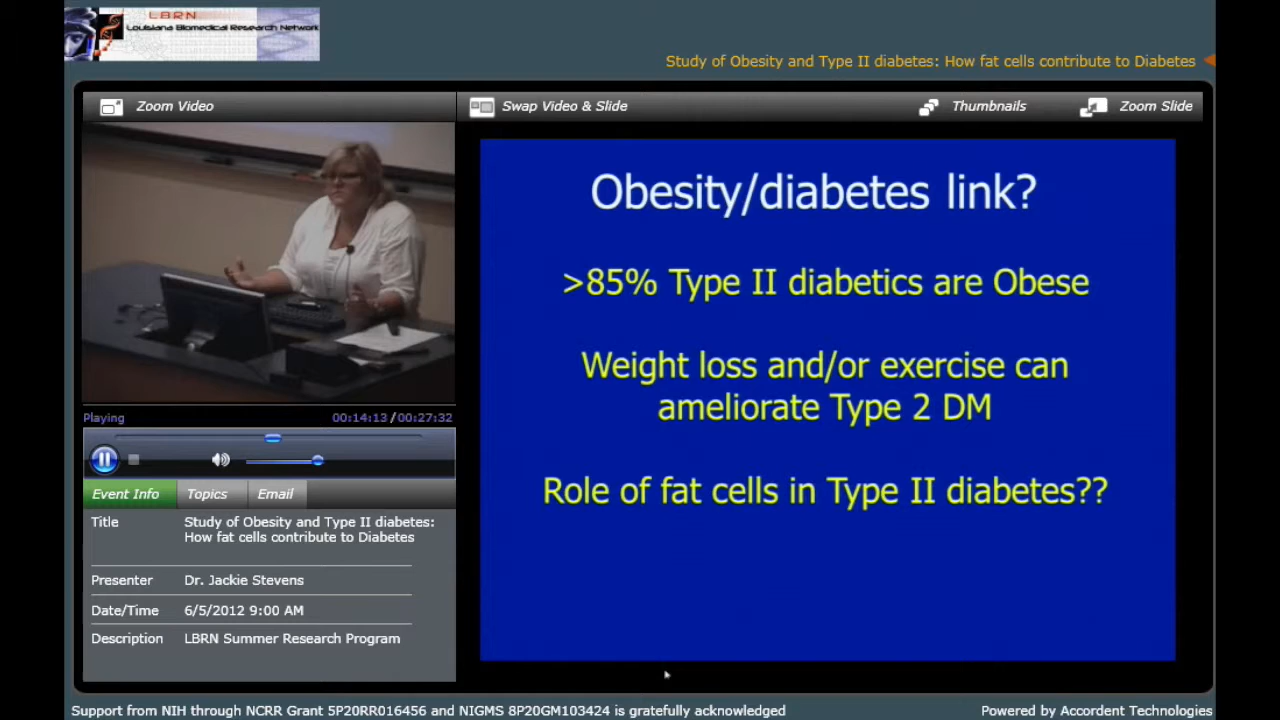 LBRN
Louisiana Biomedical Research Network
Study of Obesity and Type II diabetes: How fat cells contribute to Diabetes
Zoom Video
Swap Video & Slide
Thumbnails
Zoom Slide
Obesity/diabetes link?
>85% Type II diabetics are Obese
Weight loss and/or exercise can
ameliorate Type 2 DM
Role of fat cells in Type II diabetes??
Playing
00:14:13 / 00:27:32
Event Info
Topics
Email
Title
Study of Obesity and Type II diabetes:
How fat cells contribute to Diabetes
Presenter
Dr. Jackie Stevens
Date/Time
6/5/2012 9:00 AM
Description
LBRN Summer Research Program
Support from NIH through NCRR Grant 5P20RR016456 and NIGMS 8P20GM103424 is gratefully acknowledged
Powered by Accordent Technologies